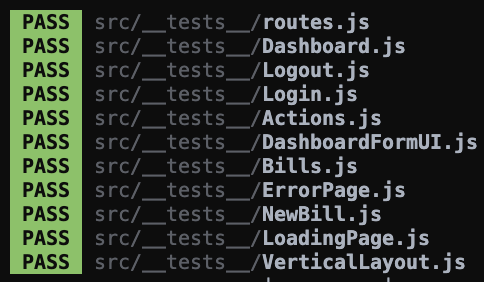 PASS src/__tests__/routes.js
PASS src/__tests__/Dashboard.js
PASS src/__tests__/Logout.js
PASS src/__tests__/Login.js
PASS src/__tests__/Actions.js
PASS src/__tests__/DashboardFormUI.js
PASS src/__tests__/Bills.js
PASS src/__tests__/ErrorPage.js
PASS src/__tests__/NewBill.js
PASS src/__tests__/LoadingPage.js
PASS src/__tests__/VerticalLayout.js